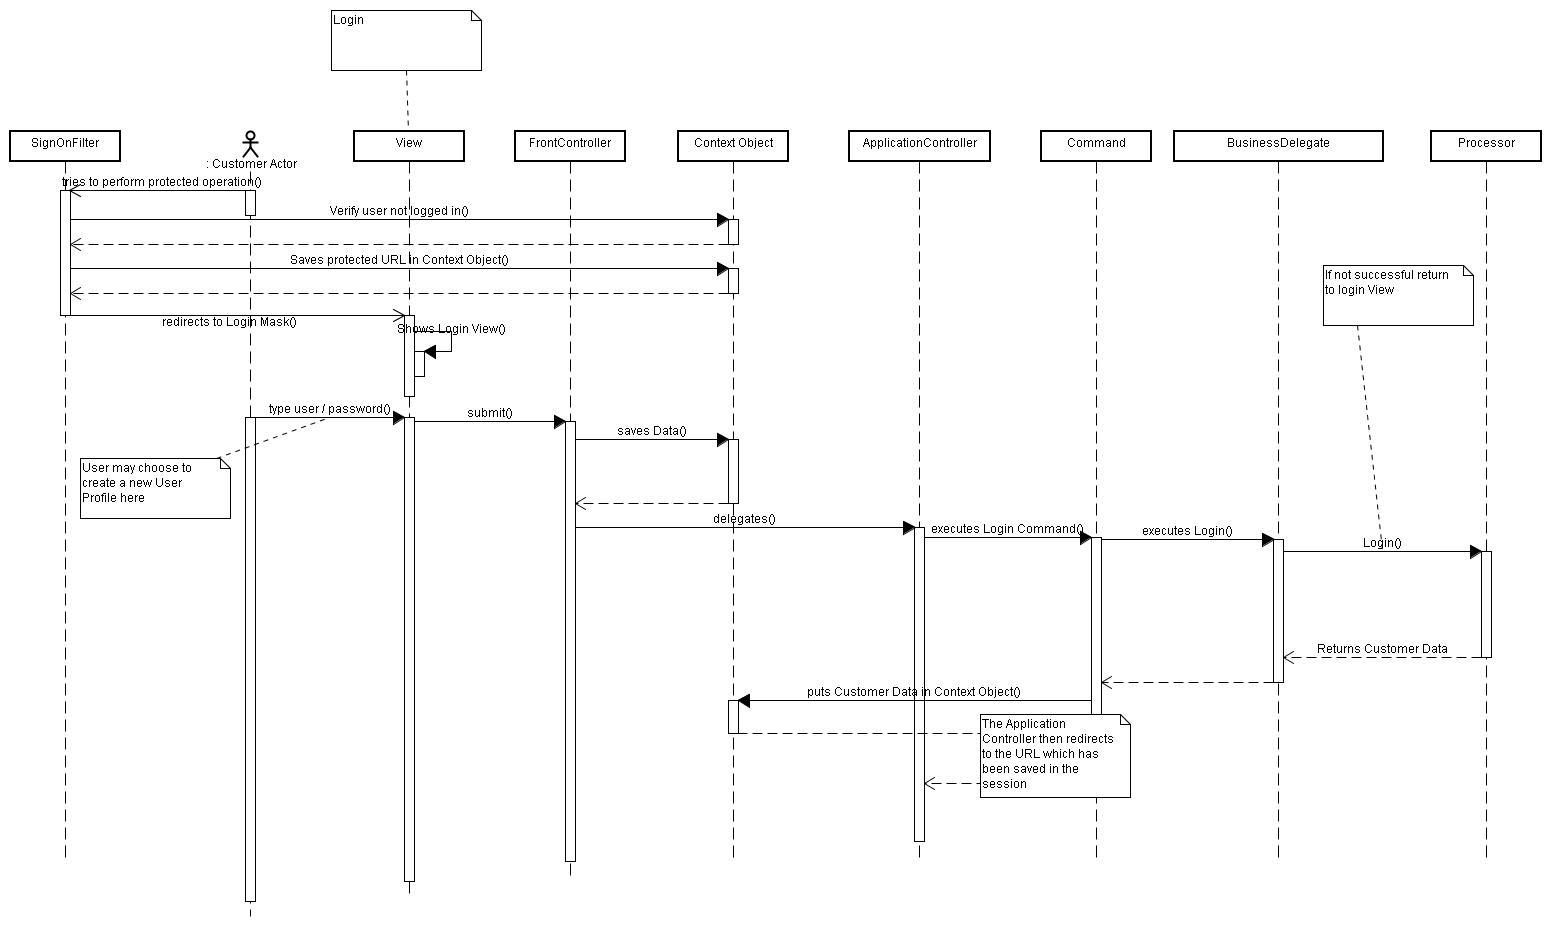 Login
SignOnFilter
: Customer Actor
View
FrontController
Context Object
ApplicationController
Command
BusinessDelegate
Processor
tries to perform protected operation()
Verify user not logged in()
Saves protected URL in Context Object()
If not successful return
to login View
redirects to Login Mask()
Shows Login View()
type user / password()
submit()
saves Data()
User may choose to
create a new User
Profile here
delegates()
executes Login Command()
executes Login()
Login()
Returns Customer Data
puts Customer Data in Context Object()
The Application
Controller then redirects
to the URL which has
been saved in the
session